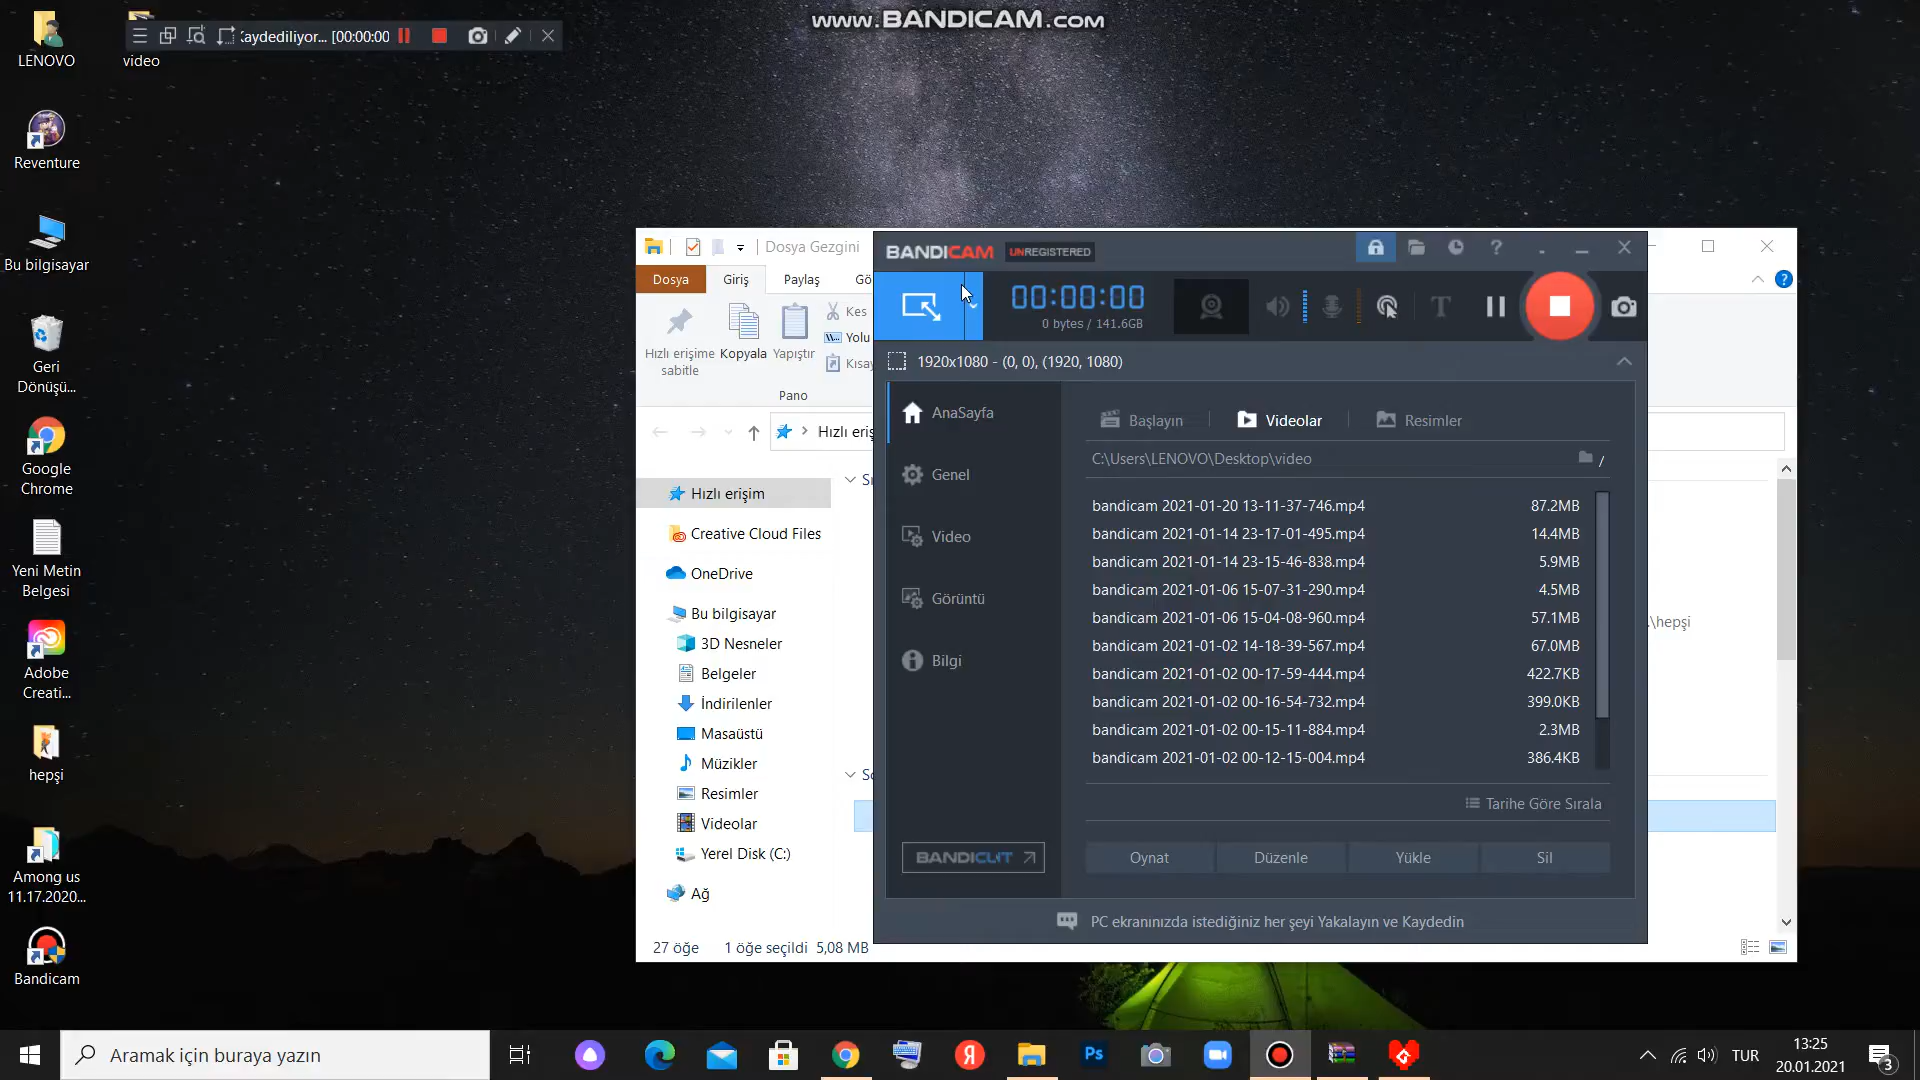 www.BANDICAM.com
Kaydediliyor... [00:00:00]
LENOVO
video
Reventure
Bu bilgisayar
Geri
Dönüşü...
Google
Chrome
Yeni Metin
Belgesi
Adobe
Creati...
hepşi
Among us
11.17.2020...
Bandicam
Dosya Gezgini
Dosya
Giriş
Paylaş
Gö
Hızlı erişime
sabitle
Kopyala
Yapıştır
Kes
Yolu
Kısay
Pano
Hızlı eriş
Hızlı erişim
Creative Cloud Files
OneDrive
Bu bilgisayar
3D Nesneler
Belgeler
İndirilenler
Masaüstü
Müzikler
Resimler
Videolar
Yerel Disk (C:)
Ağ
27 öğe
1 öğe seçildi 5,08 MB
.\hepşi
BANDICAM
UNREGISTERED
00:00:00
0 bytes / 141.6GB
1920x1080 - (0, 0), (1920, 1080)
AnaSayfa
Genel
Video
Görüntü
Bilgi
BANDICUT
Başlayın
Videolar
Resimler
C:\Users\LENOVO\Desktop\video
bandicam 2021-01-20 13-11-37-746.mp4 87.2MB
bandicam 2021-01-14 23-17-01-495.mp4 14.4MB
bandicam 2021-01-14 23-15-46-838.mp4 5.9MB
bandicam 2021-01-06 15-07-31-290.mp4 4.5MB
bandicam 2021-01-06 15-04-08-960.mp4 57.1MB
bandicam 2021-01-02 14-18-39-567.mp4 67.0MB
bandicam 2021-01-02 00-17-59-444.mp4 422.7KB
bandicam 2021-01-02 00-16-54-732.mp4 399.0KB
bandicam 2021-01-02 00-15-11-884.mp4 2.3MB
bandicam 2021-01-02 00-12-15-004.mp4 386.4KB
Tarihe Göre Sırala
Oynat
Düzenle
Yükle
Sil
PC ekranınızda istediğiniz her şeyi Yakalayın ve Kaydedin
Aramak için buraya yazın
Ps
TUR
13:25
20.01.2021
3